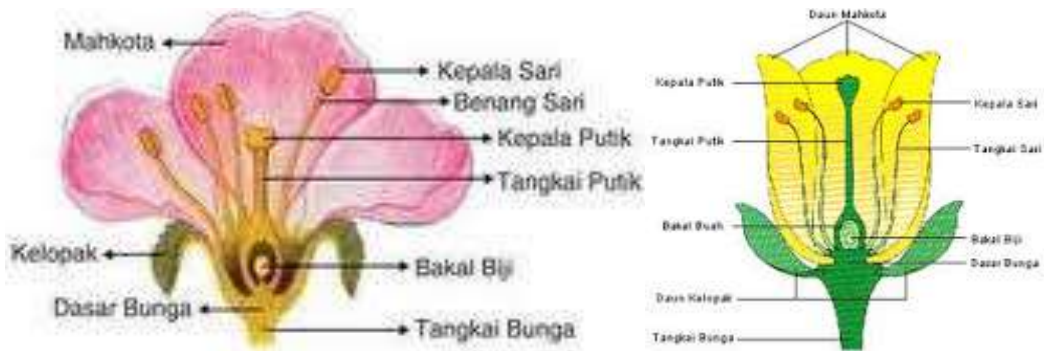 Mahkota
Kepala Sari
Benang Sari
Kepala Putik
Tangkai Putik
Kelopak
Bakal Biji
Dasar Bunga
Tangkai Bunga
Daun Mahkota
Kepala Putik
Kepala Sari
Tangkai Putik
Tangkai Sari
Bakal Buah
Bakal Biji
Dasar Bunga
Daun Kelopak
Tangkai Bunga